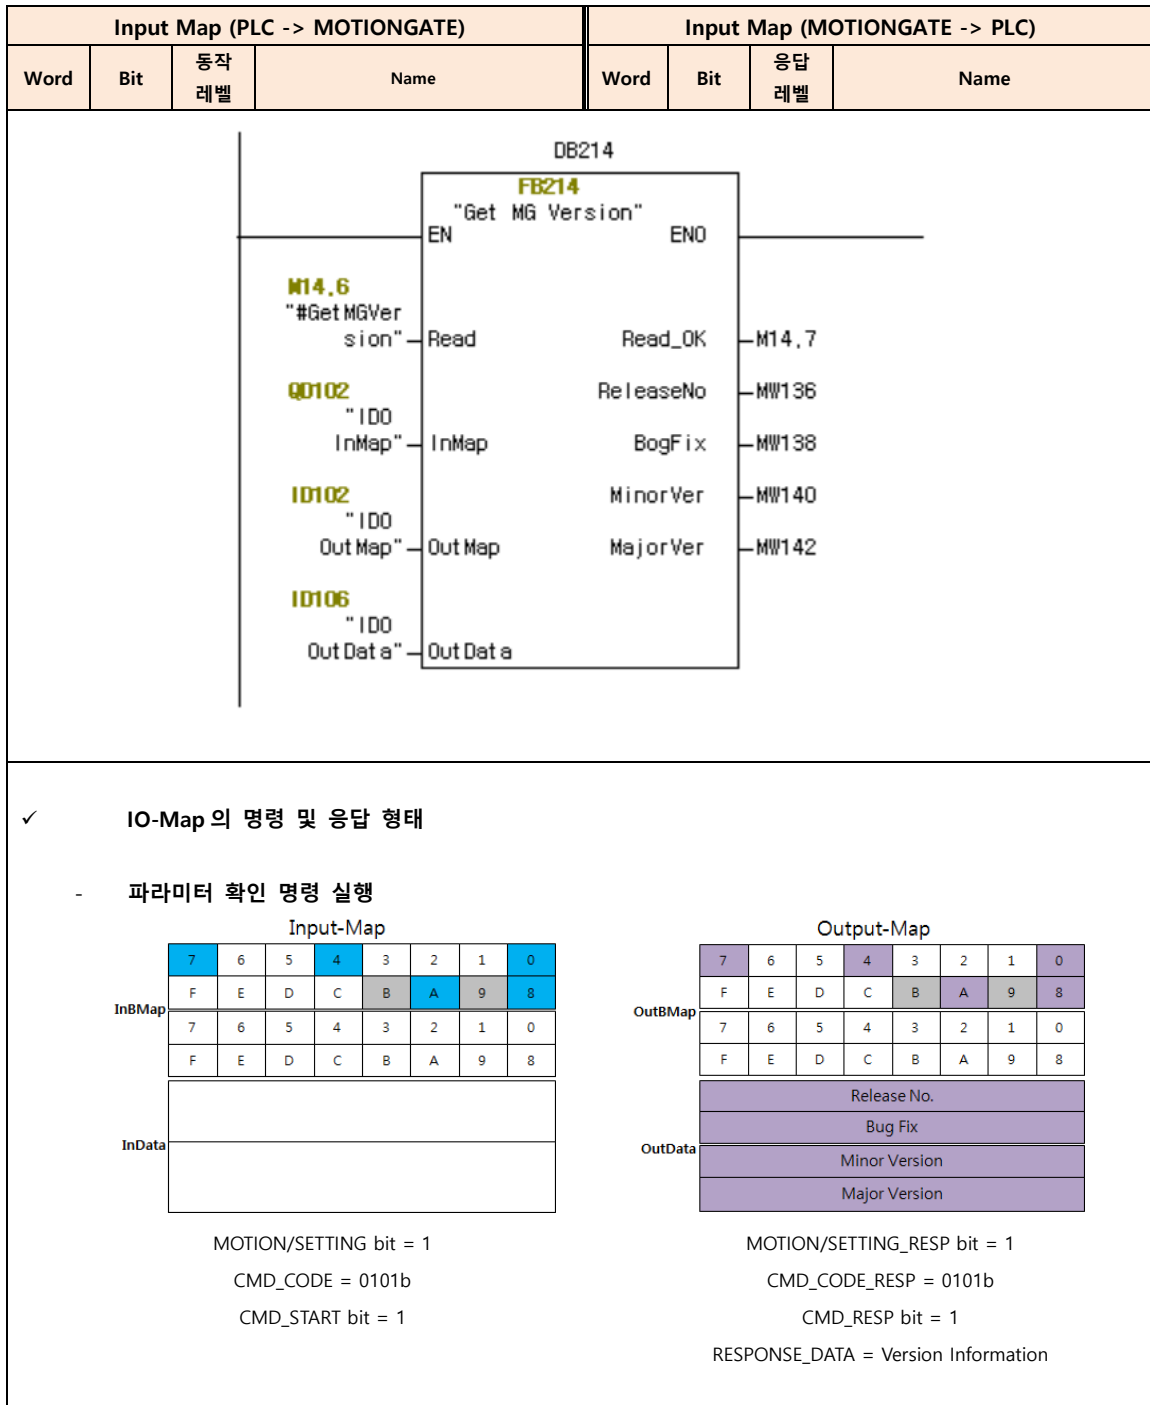 Input Map (PLC -> MOTIONGATE) Input Map (MOTIONGATE -> PLC)
Word Bit 동작 레벨 Name Word Bit 응답 레벨 Name
DB214
FB214
"Get MG Version"
EN ENO
M14.6
"#GetMGVer
sion" Read Read_OK M14.7
QD102 ReleaseNo MW136
"IDO
InMap" InMap BogFix MW138
ID102 MinorVer MW140
"IDO
OutMap" OutMap MajorVer MW142
ID106
"IDO
OutData" OutData
✓ IO-Map 의 명령 및 응답 형태
- 파라미터 확인 명령 실행
Input-Map Output-Map
7 6 5 4 3 2 1 0 7 6 5 4 3 2 1 0
F E D C B A 9 8 F E D C B A 9 8
InBMap OutBMap
7 6 5 4 3 2 1 0 7 6 5 4 3 2 1 0
F E D C B A 9 8 F E D C B A 9 8
Release No.
Bug Fix
InData OutData
Minor Version
Major Version
MOTION/SETTING bit = 1 MOTION/SETTING_RESP bit = 1
CMD_CODE = 0101b CMD_CODE_RESP = 0101b
CMD_START bit = 1 CMD_RESP bit = 1
RESPONSE_DATA = Version Information